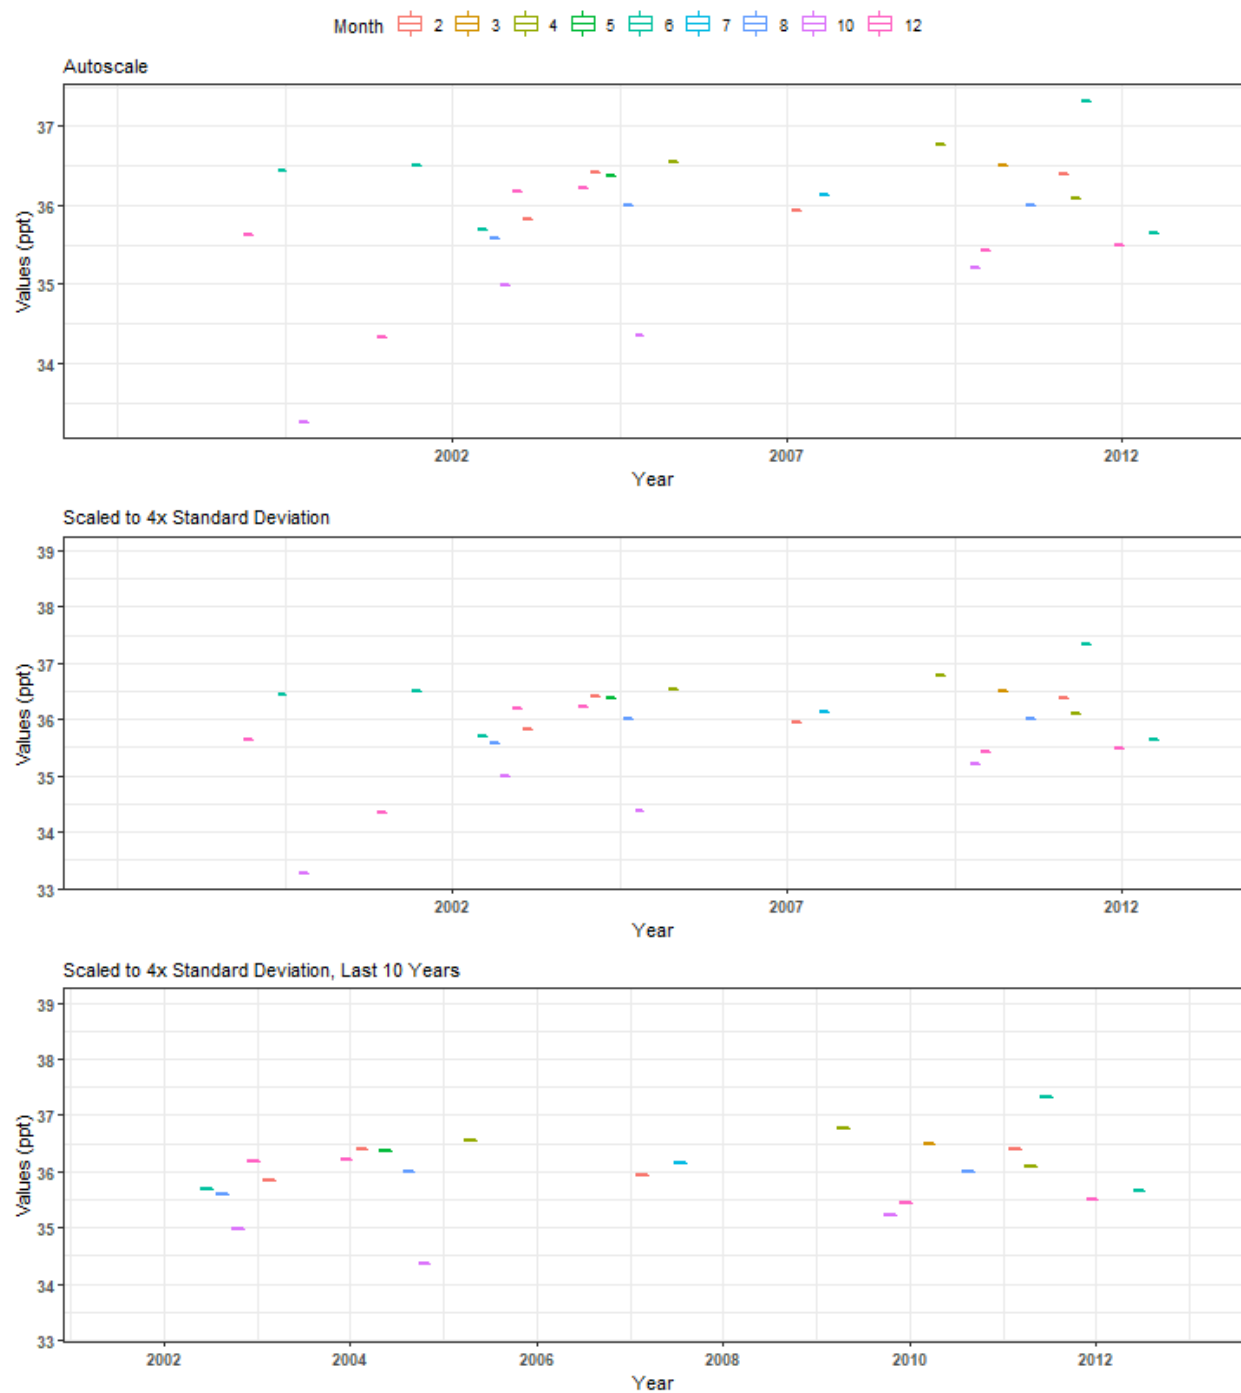 Month 2 3 4 5 6 7 8 10 12
Autoscale
37
36
35
34
Values (ppt)
2002 2007 2012
Year
Scaled to 4x Standard Deviation
39
38
37
36
35
34
33
Values (ppt)
2002 2007 2012
Year
Scaled to 4x Standard Deviation, Last 10 Years
39
38
37
36
35
34
33
Values (ppt)
2002 2004 2006 2008 2010 2012
Year